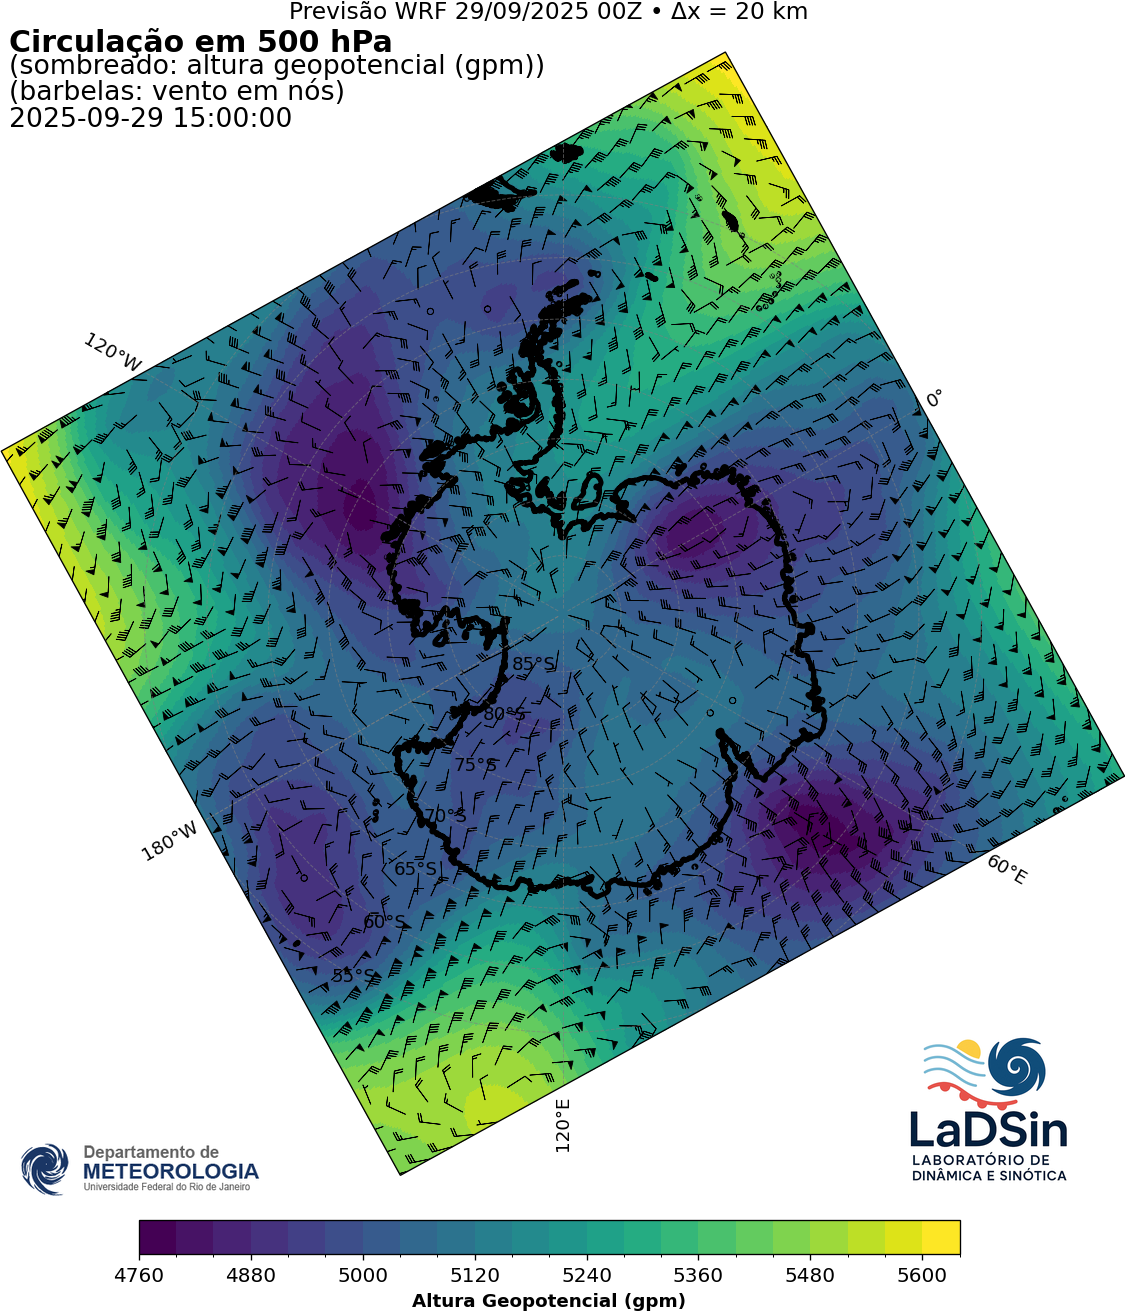 Previsão WRF 29/09/2025 00Z • Δx = 20 km
Circulação em 500 hPa
(sombreado: altura geopotencial (gpm))
(barbelas: vento em nós)
2025-09-29 15:00:00
120°W
0°
85°S
80°S
75°S
70°S
65°S
60°S
55°S
180°W
60°E
120°E
LaDSin
LABORATÓRIO DE
DINÂMICA E SINÓTICA
Departamento de
METEOROLOGIA
Universidade Federal do Rio de Janeiro
4760 4880 5000 5120 5240 5360 5480 5600
Altura Geopotencial (gpm)